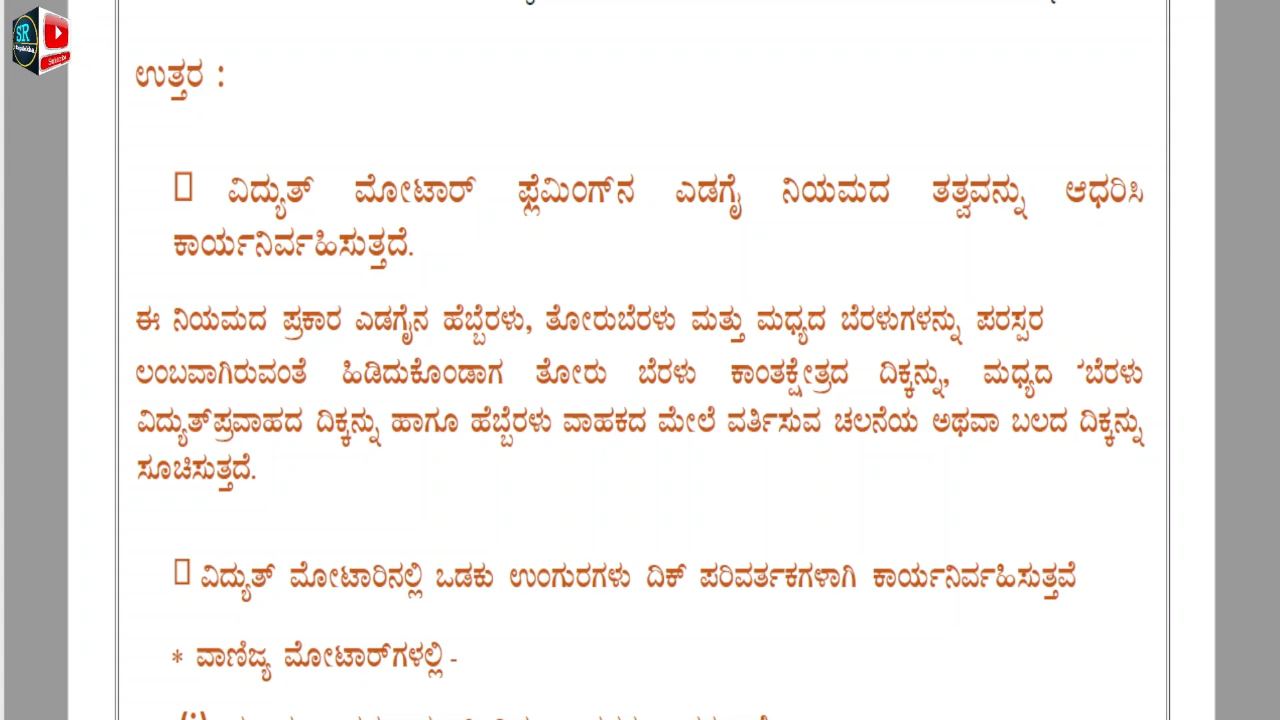 SR
ಉತ್ತರ :
ವಿದ್ಯುತ್ ಮೋಟಾರ್ ಫ್ಲೆಮಿಂಗ್‌ನ ಎಡಗೈ ನಿಯಮದ ತತ್ವವನ್ನು ಆಧರಿಸಿ
ಕಾರ್ಯನಿರ್ವಹಿಸುತ್ತದೆ.
ಈ ನಿಯಮದ ಪ್ರಕಾರ ಎಡಗೈನ ಹೆಬ್ಬೆರಳು, ತೋರುಬೆರಳು ಮತ್ತು ಮಧ್ಯದ ಬೆರಳುಗಳನ್ನು ಪರಸ್ಪರ
ಲಂಬವಾಗಿರುವಂತೆ ಹಿಡಿದುಕೊಂಡಾಗ ತೋರು ಬೆರಳು ಕಾಂತಕ್ಷೇತ್ರದ ದಿಕ್ಕನ್ನು, ಮಧ್ಯದ ಬೆರಳು
ವಿದ್ಯುತ್‌ಪ್ರವಾಹದ ದಿಕ್ಕನ್ನು ಹಾಗೂ ಹೆಬ್ಬೆರಳು ವಾಹಕದ ಮೇಲೆ ವರ್ತಿಸುವ ಚಲನೆಯ ಅಥವಾ ಬಲದ ದಿಕ್ಕನ್ನು
ಸೂಚಿಸುತ್ತದೆ.
ವಿದ್ಯುತ್ ಮೋಟಾರಿನಲ್ಲಿ ಒಡಕು ಉಂಗುರಗಳು ದಿಕ್ ಪರಿವರ್ತಕಗಳಾಗಿ ಕಾರ್ಯನಿರ್ವಹಿಸುತ್ತವೆ
* ವಾಣಿಜ್ಯ ಮೋಟಾರ್‌ಗಳಲ್ಲಿ -